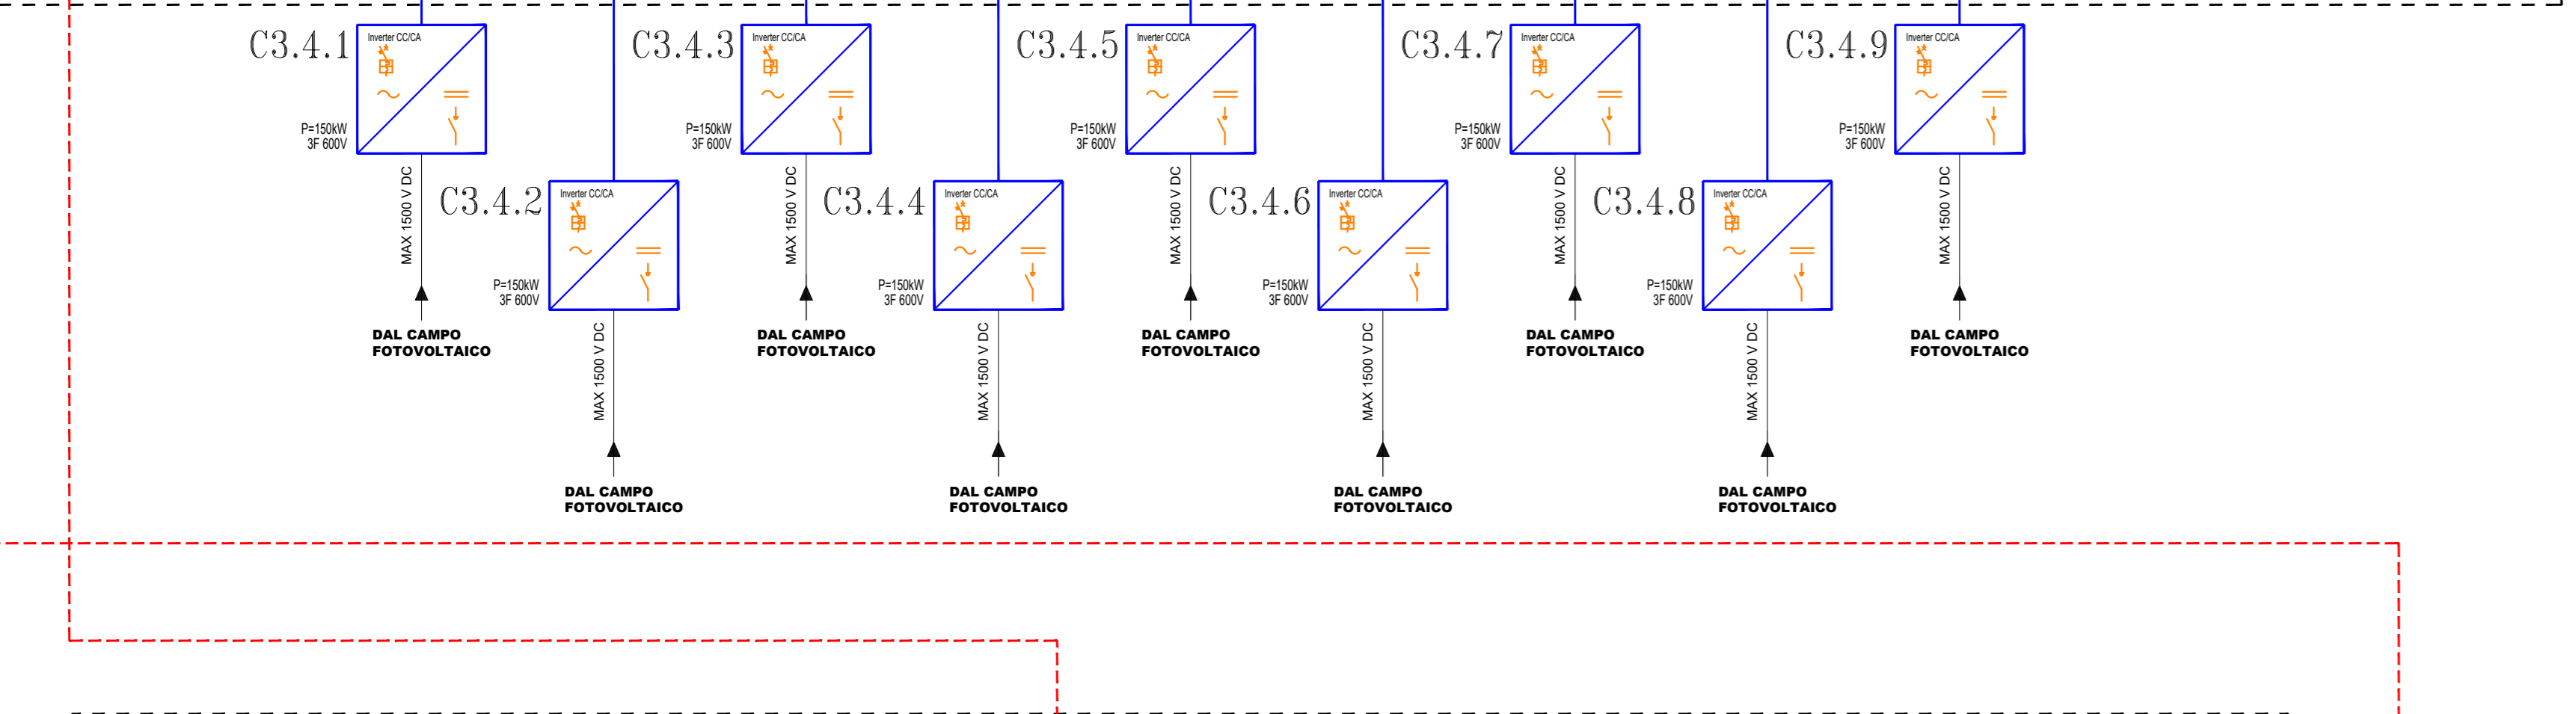 C3.4.1
Inverter CC/CA
P=150kW
3F 600V
MAX 1500 V DC
DAL CAMPO
FOTOVOLTAICO
C3.4.2
Inverter CC/CA
P=150kW
3F 600V
MAX 1500 V DC
DAL CAMPO
FOTOVOLTAICO
C3.4.3
Inverter CC/CA
P=150kW
3F 600V
MAX 1500 V DC
DAL CAMPO
FOTOVOLTAICO
C3.4.4
Inverter CC/CA
P=150kW
3F 600V
MAX 1500 V DC
DAL CAMPO
FOTOVOLTAICO
C3.4.5
Inverter CC/CA
P=150kW
3F 600V
MAX 1500 V DC
DAL CAMPO
FOTOVOLTAICO
C3.4.6
Inverter CC/CA
P=150kW
3F 600V
MAX 1500 V DC
DAL CAMPO
FOTOVOLTAICO
C3.4.7
Inverter CC/CA
P=150kW
3F 600V
MAX 1500 V DC
DAL CAMPO
FOTOVOLTAICO
C3.4.8
Inverter CC/CA
P=150kW
3F 600V
MAX 1500 V DC
DAL CAMPO
FOTOVOLTAICO
C3.4.9
Inverter CC/CA
P=150kW
3F 600V
MAX 1500 V DC
DAL CAMPO
FOTOVOLTAICO